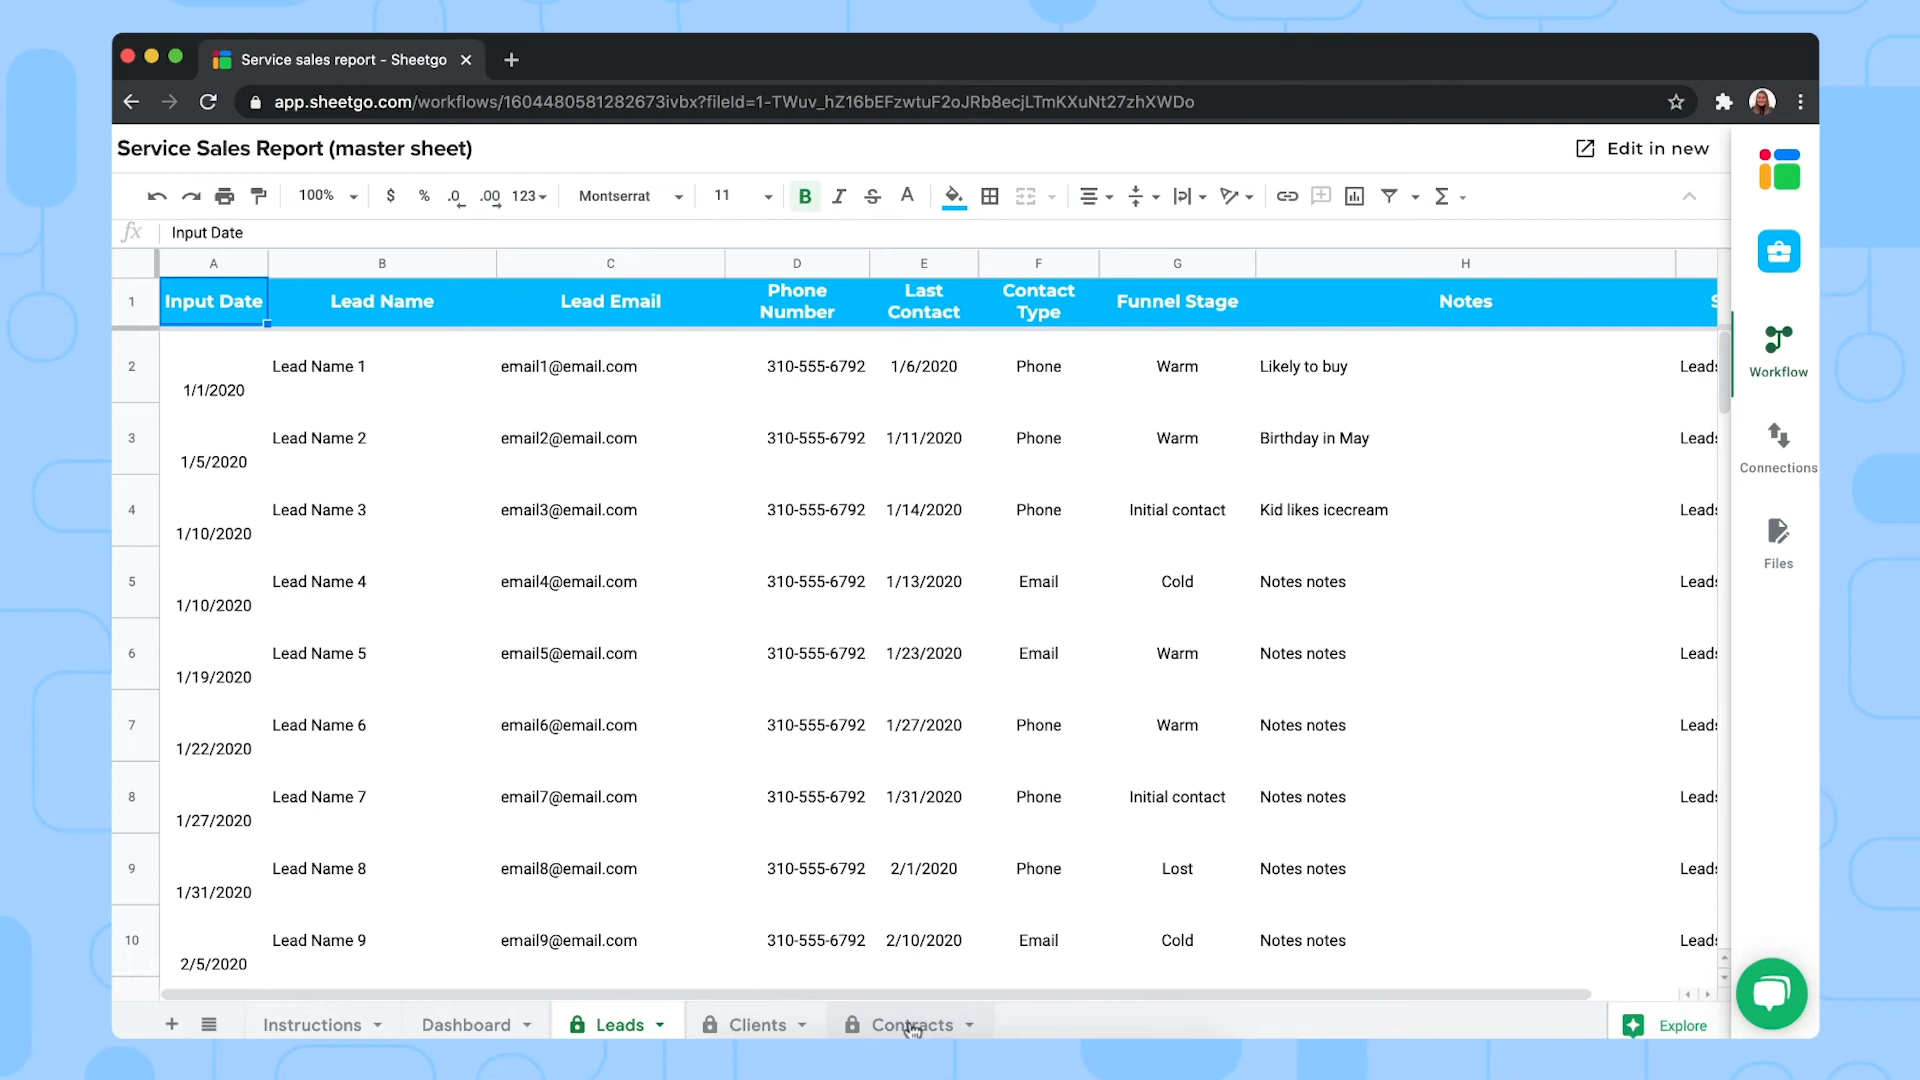 Service sales report - Sheetgo
app.sheetgo.com/workflows/1604480581282673ivbx?fileId=1-TWuv_hZ16bEFzwtuF2oJRb8ecjLTmKXuNt27zhXWDo
Service Sales Report (master sheet)
Edit in new
100% $ % .0 .00 123 Montserrat 11 B I S A
fx Input Date
A B C D E F G H
1 Input Date Lead Name Lead Email Phone Number Last Contact Contact Type Funnel Stage Notes S
2 1/1/2020 Lead Name 1 email1@email.com 310-555-6792 1/6/2020 Phone Warm Likely to buy Leads
3 1/5/2020 Lead Name 2 email2@email.com 310-555-6792 1/11/2020 Phone Warm Birthday in May Leads
4 1/10/2020 Lead Name 3 email3@email.com 310-555-6792 1/14/2020 Phone Initial contact Kid likes icecream Leads
5 1/10/2020 Lead Name 4 email4@email.com 310-555-6792 1/13/2020 Email Cold Notes notes Leads
6 1/19/2020 Lead Name 5 email5@email.com 310-555-6792 1/23/2020 Email Warm Notes notes Leads
7 1/22/2020 Lead Name 6 email6@email.com 310-555-6792 1/27/2020 Phone Warm Notes notes Leads
8 1/27/2020 Lead Name 7 email7@email.com 310-555-6792 1/31/2020 Phone Initial contact Notes notes Leads
9 1/31/2020 Lead Name 8 email8@email.com 310-555-6792 2/1/2020 Phone Lost Notes notes Leads
10 2/5/2020 Lead Name 9 email9@email.com 310-555-6792 2/10/2020 Email Cold Notes notes Leads
Workflow
Connections
Files
Instructions Dashboard Leads Clients Contracts Explore